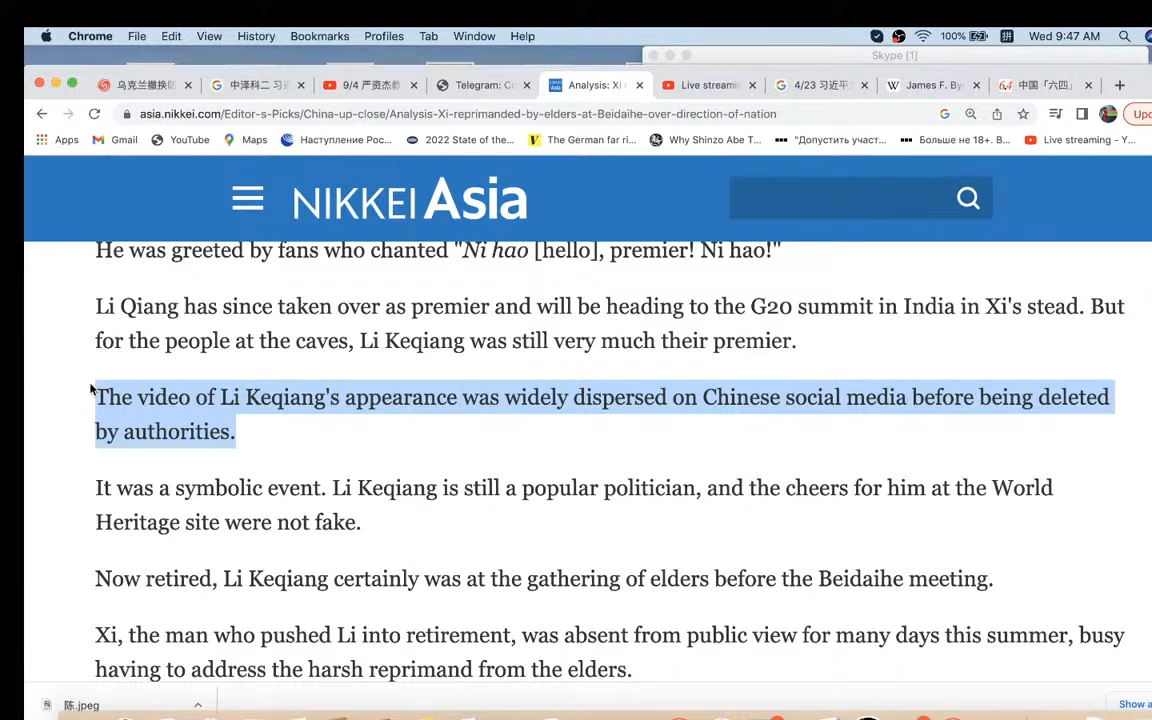 Chrome File Edit View History Bookmarks Profiles Tab Window Help 100% 拼 Wed 9:47 AM
Skype [1]
乌克兰撤换防 中泽科二 习近 9/4 严资杰教 Telegram: Co Analysis: Xi r Live streamin 4/23 习近平 James F. By 中国「六四」
asia.nikkei.com/Editor-s-Picks/China-up-close/Analysis-Xi-reprimanded-by-elders-at-Beidaihe-over-direction-of-nation
Apps Gmail YouTube Maps Наступление Рос... 2022 State of the... The German far ri... Why Shinzo Abe T... "Допустить участ... Больше не 18+. В... Live streaming - Y...
NIKKEI Asia
He was greeted by fans who chanted "Ni hao [hello], premier! Ni hao!"
Li Qiang has since taken over as premier and will be heading to the G20 summit in India in Xi's stead. But
for the people at the caves, Li Keqiang was still very much their premier.
The video of Li Keqiang's appearance was widely dispersed on Chinese social media before being deleted
by authorities.
It was a symbolic event. Li Keqiang is still a popular politician, and the cheers for him at the World
Heritage site were not fake.
Now retired, Li Keqiang certainly was at the gathering of elders before the Beidaihe meeting.
Xi, the man who pushed Li into retirement, was absent from public view for many days this summer, busy
having to address the harsh reprimand from the elders.
陈.jpeg Show a